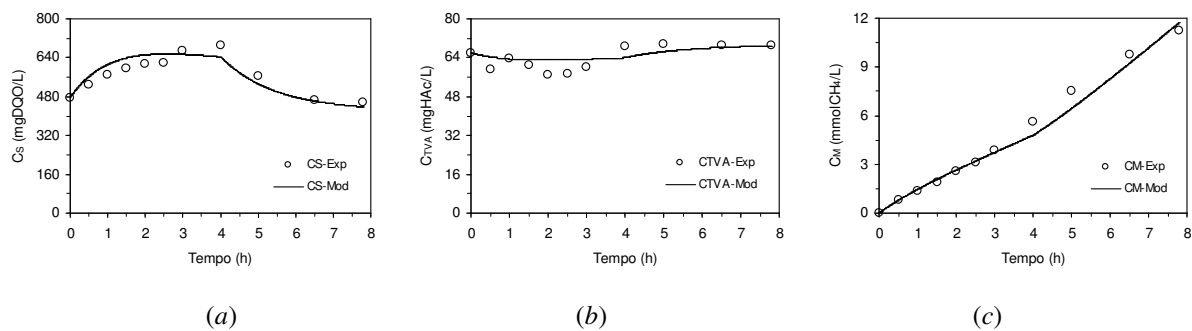 800
640
480
320
160
0
C_S (mgDQO/L)
CS-Exp
CS-Mod
0 1 2 3 4 5 6 7 8
Tempo (h)
(a)
80
64
48
32
16
0
C_TVA (mgHAc/L)
CTVA-Exp
CTVA-Mod
0 1 2 3 4 5 6 7 8
Tempo (h)
(b)
12
9
6
3
0
C_M (mmolCH4/L)
CM-Exp
CM-Mod
0 1 2 3 4 5 6 7 8
Tempo (h)
(c)